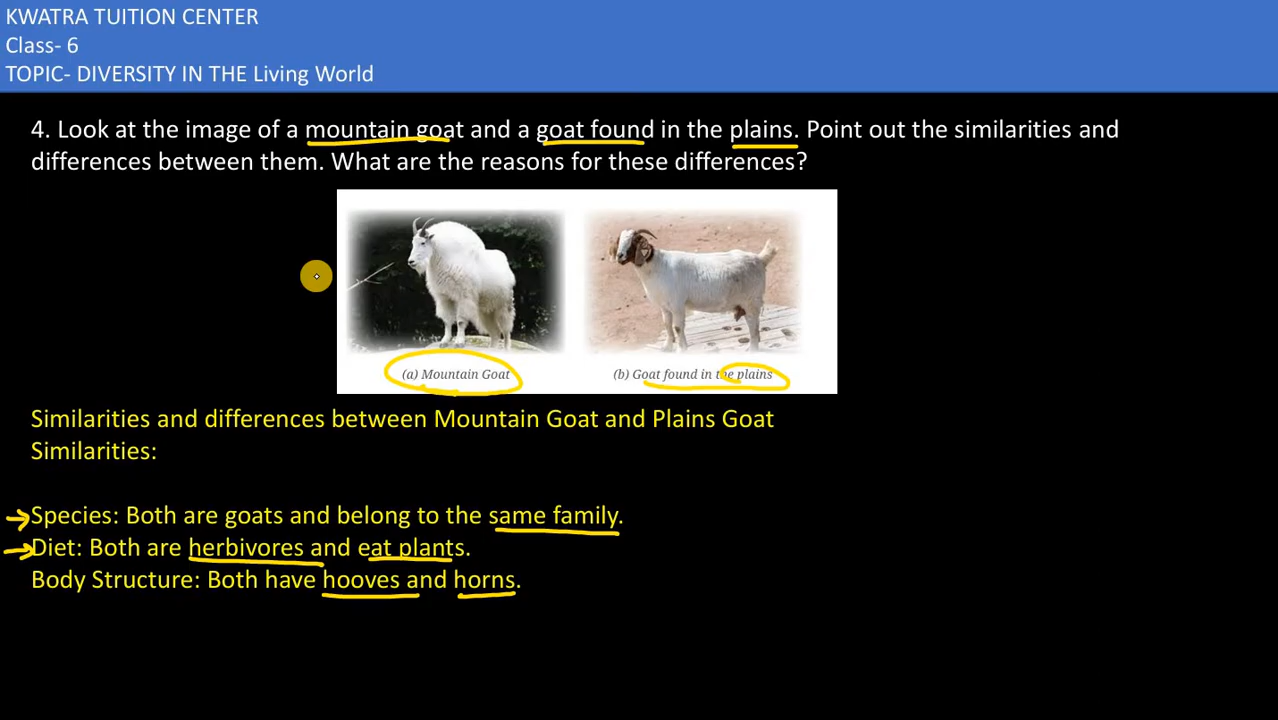 KWATRA TUITION CENTER
Class- 6
TOPIC- DIVERSITY IN THE Living World
4. Look at the image of a mountain goat and a goat found in the plains. Point out the similarities and
differences between them. What are the reasons for these differences?
(a) Mountain Goat
(b) Goat found in the plains
Similarities and differences between Mountain Goat and Plains Goat
Similarities:
Species: Both are goats and belong to the same family.
Diet: Both are herbivores and eat plants.
Body Structure: Both have hooves and horns.